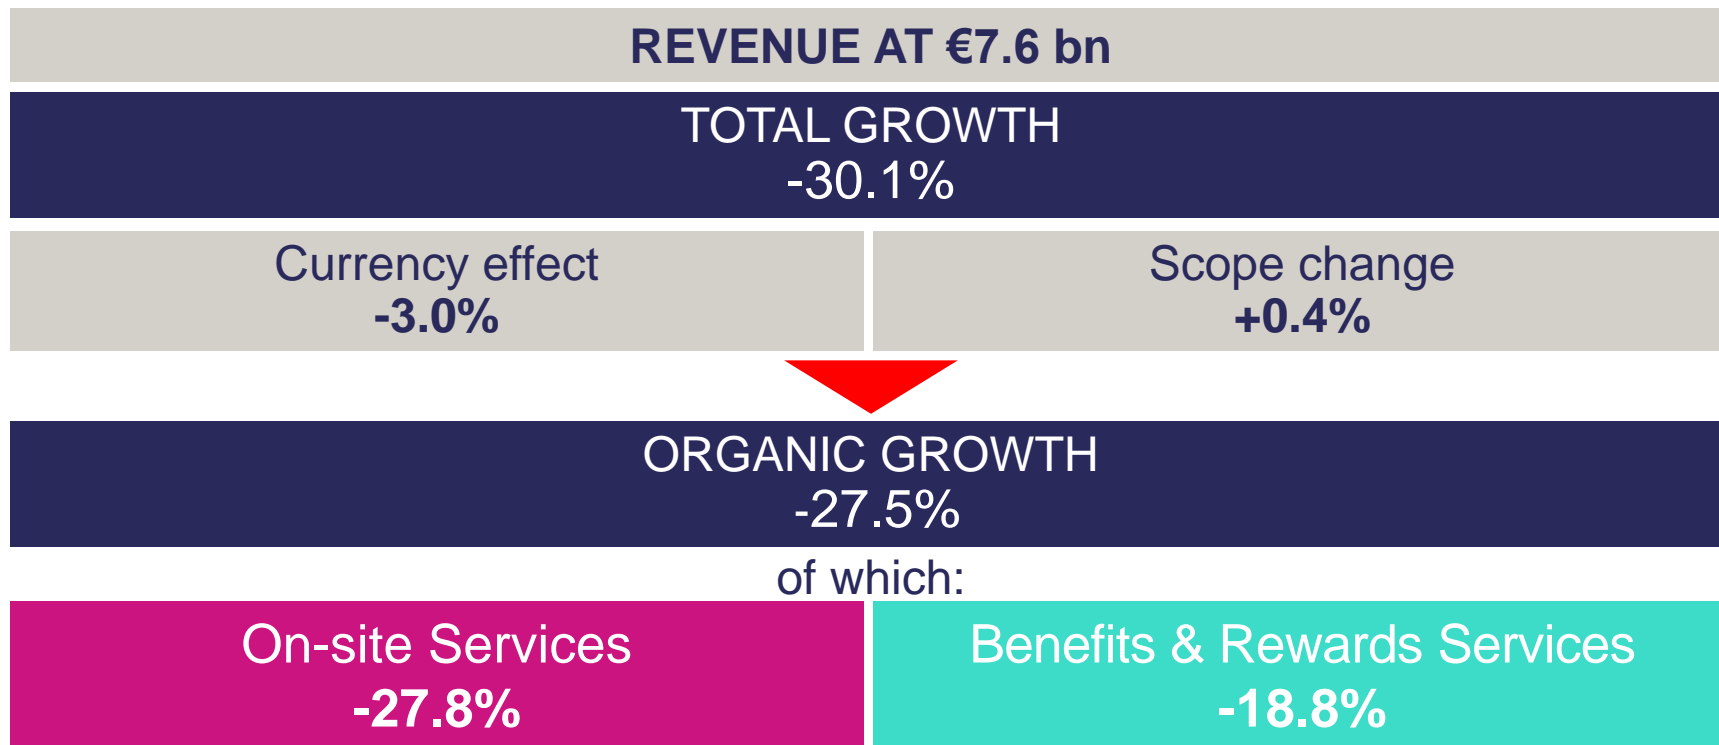 REVENUE AT €7.6 bn
TOTAL GROWTH
-30.1%
Currency effect
-3.0%
Scope change
+0.4%
ORGANIC GROWTH
-27.5%
of which:
On-site Services
-27.8%
Benefits & Rewards Services
-18.8%